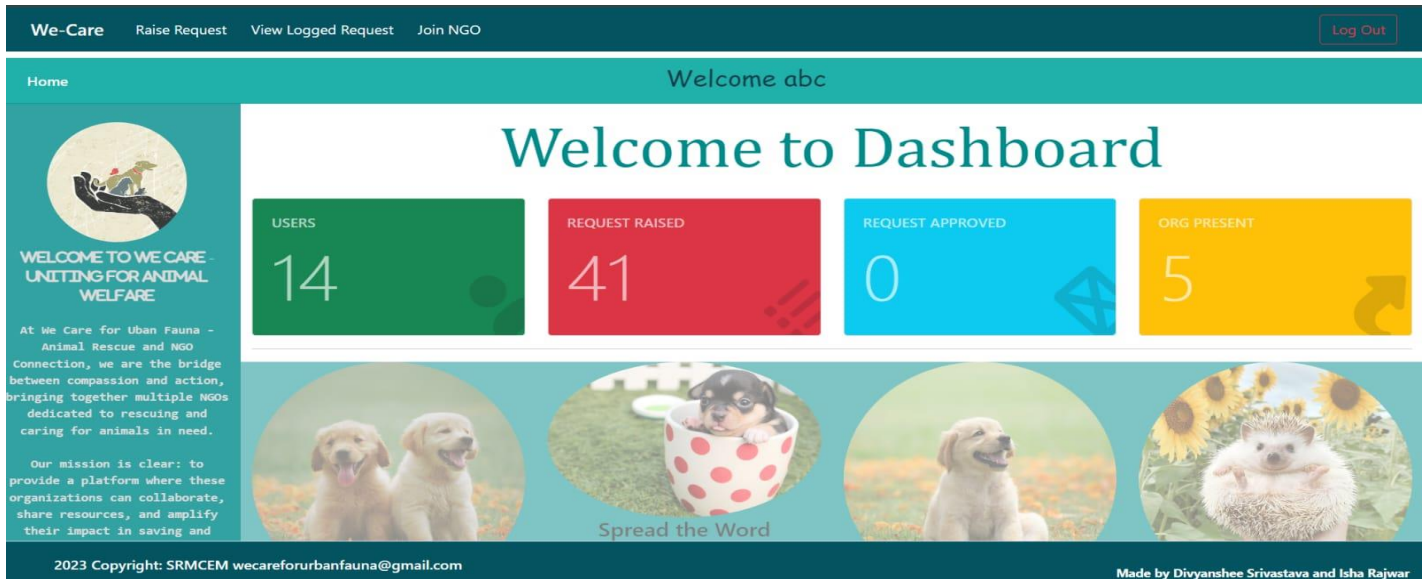 We-Care Raise Request View Logged Request Join NGO Log Out
Home Welcome abc
WELCOME TO WE CARE -
UNITING FOR ANIMAL
WELFARE
At We Care for Uban Fauna -
Animal Rescue and NGO
Connection, we are the bridge
between compassion and action,
bringing together multiple NGOs
dedicated to rescuing and
caring for animals in need.
Our mission is clear: to
provide a platform where these
organizations can collaborate,
share resources, and amplify
their impact in saving and
Welcome to Dashboard
USERS
14
REQUEST RAISED
41
REQUEST APPROVED
0
ORG PRESENT
5
Spread the Word
2023 Copyright: SRMCEM wecareforurbanfauna@gmail.com
Made by Divyanshee Srivastava and Isha Rajwar